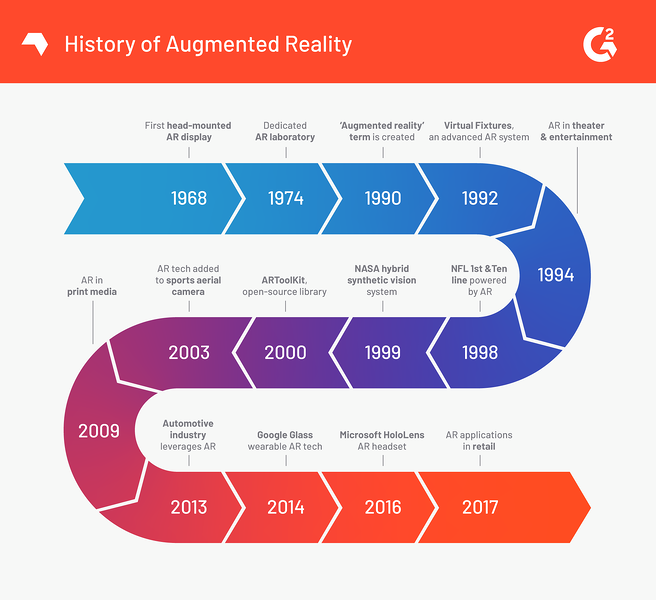 History of Augmented Reality
G2
First head-mounted
AR display
Dedicated
AR laboratory
‘Augmented reality’
term is created
Virtual Fixtures,
an advanced AR system
AR in theater
& entertainment
1968
1974
1990
1992
1994
NFL 1st &Ten
line powered
by AR
NASA hybrid
synthetic vision
system
ARToolKit,
open-source library
AR tech added
to sports aerial
camera
AR in
print media
1998
1999
2000
2003
2009
Automotive
industry
leverages AR
Google Glass
wearable AR tech
Microsoft HoloLens
AR headset
AR applications
in retail
2013
2014
2016
2017